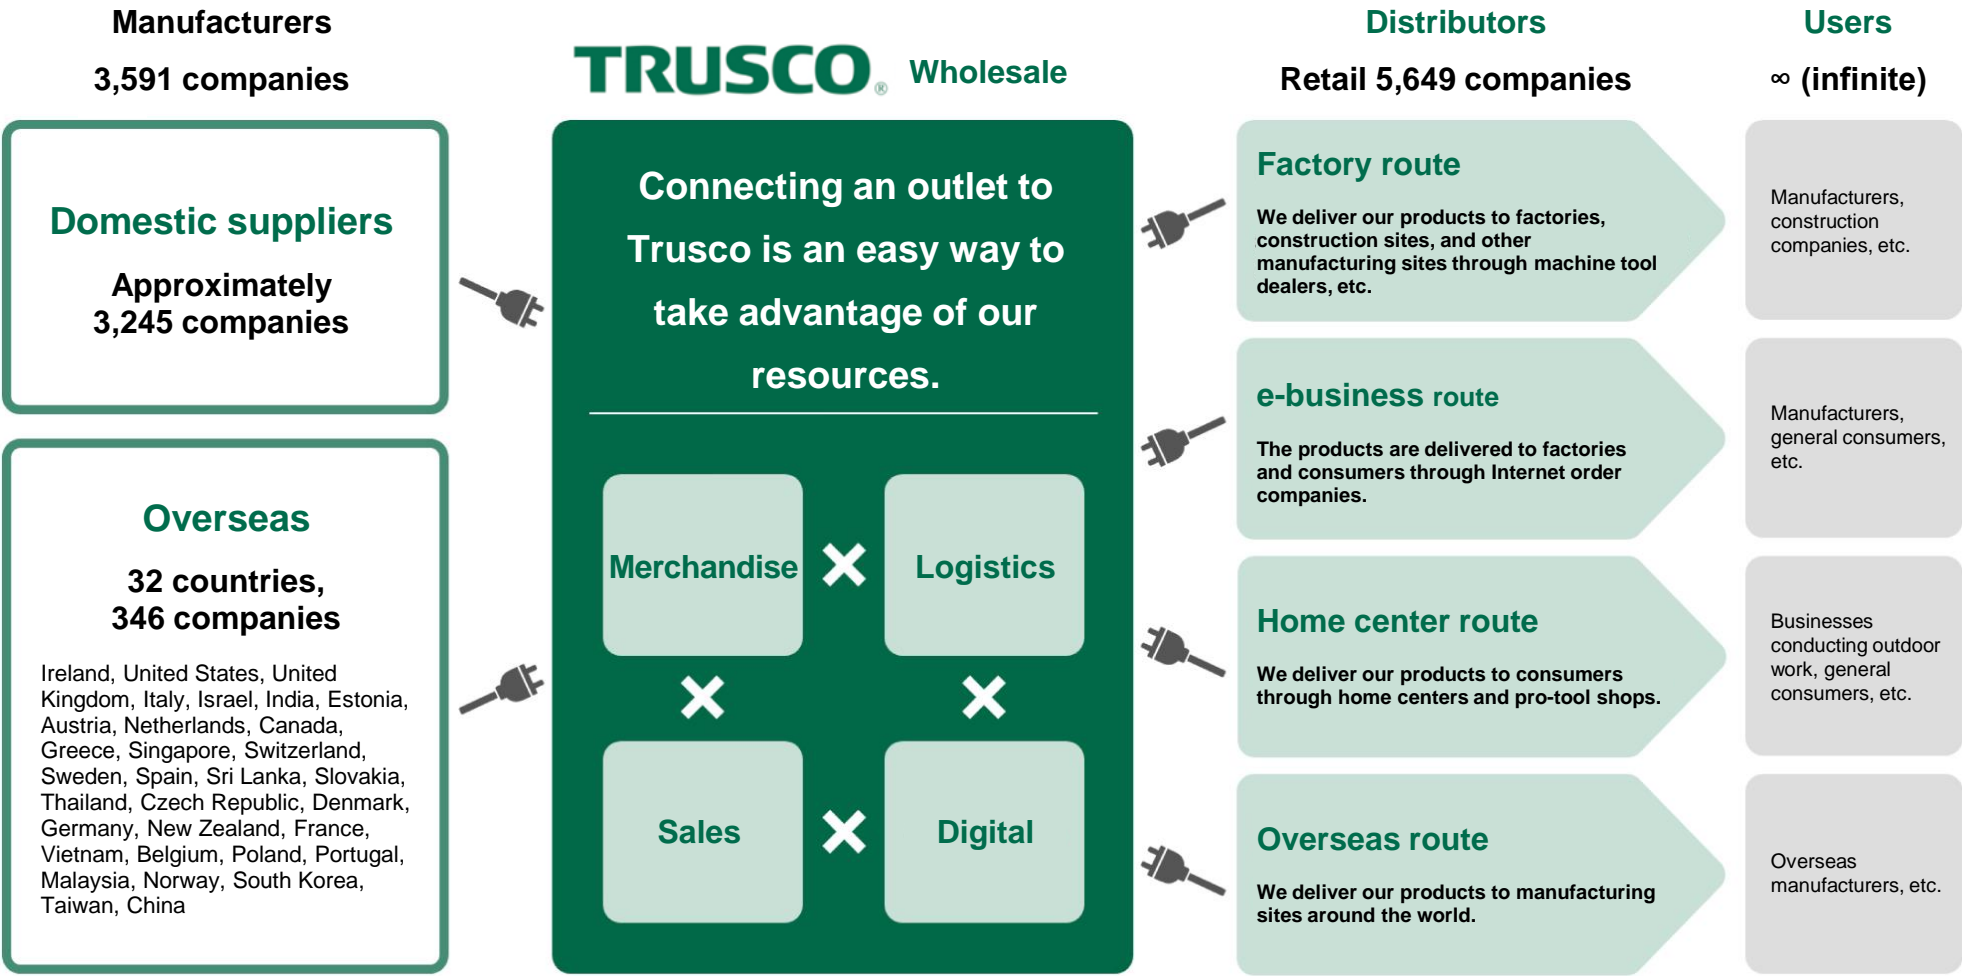 Manufacturers
3,591 companies
Domestic suppliers
Approximately
3,245 companies
Overseas
32 countries,
346 companies
Ireland, United States, United
Kingdom, Italy, Israel, India, Estonia,
Austria, Netherlands, Canada,
Greece, Singapore, Switzerland,
Sweden, Spain, Sri Lanka, Slovakia,
Thailand, Czech Republic, Denmark,
Germany, New Zealand, France,
Vietnam, Belgium, Poland, Portugal,
Malaysia, Norway, South Korea,
Taiwan, China
TRUSCO® Wholesale
Connecting an outlet to
Trusco is an easy way to
take advantage of our
resources.
Merchandise × Logistics
× ×
Sales × Digital
Distributors
Retail 5,649 companies
Factory route
We deliver our products to factories,
construction sites, and other
manufacturing sites through machine tool
dealers, etc.
e-business route
The products are delivered to factories
and consumers through Internet order
companies.
Home center route
We deliver our products to consumers
through home centers and pro-tool shops.
Overseas route
We deliver our products to manufacturing
sites around the world.
Users
∞ (infinite)
Manufacturers,
construction
companies, etc.
Manufacturers,
general consumers,
etc.
Businesses
conducting outdoor
work, general
consumers, etc.
Overseas
manufacturers, etc.